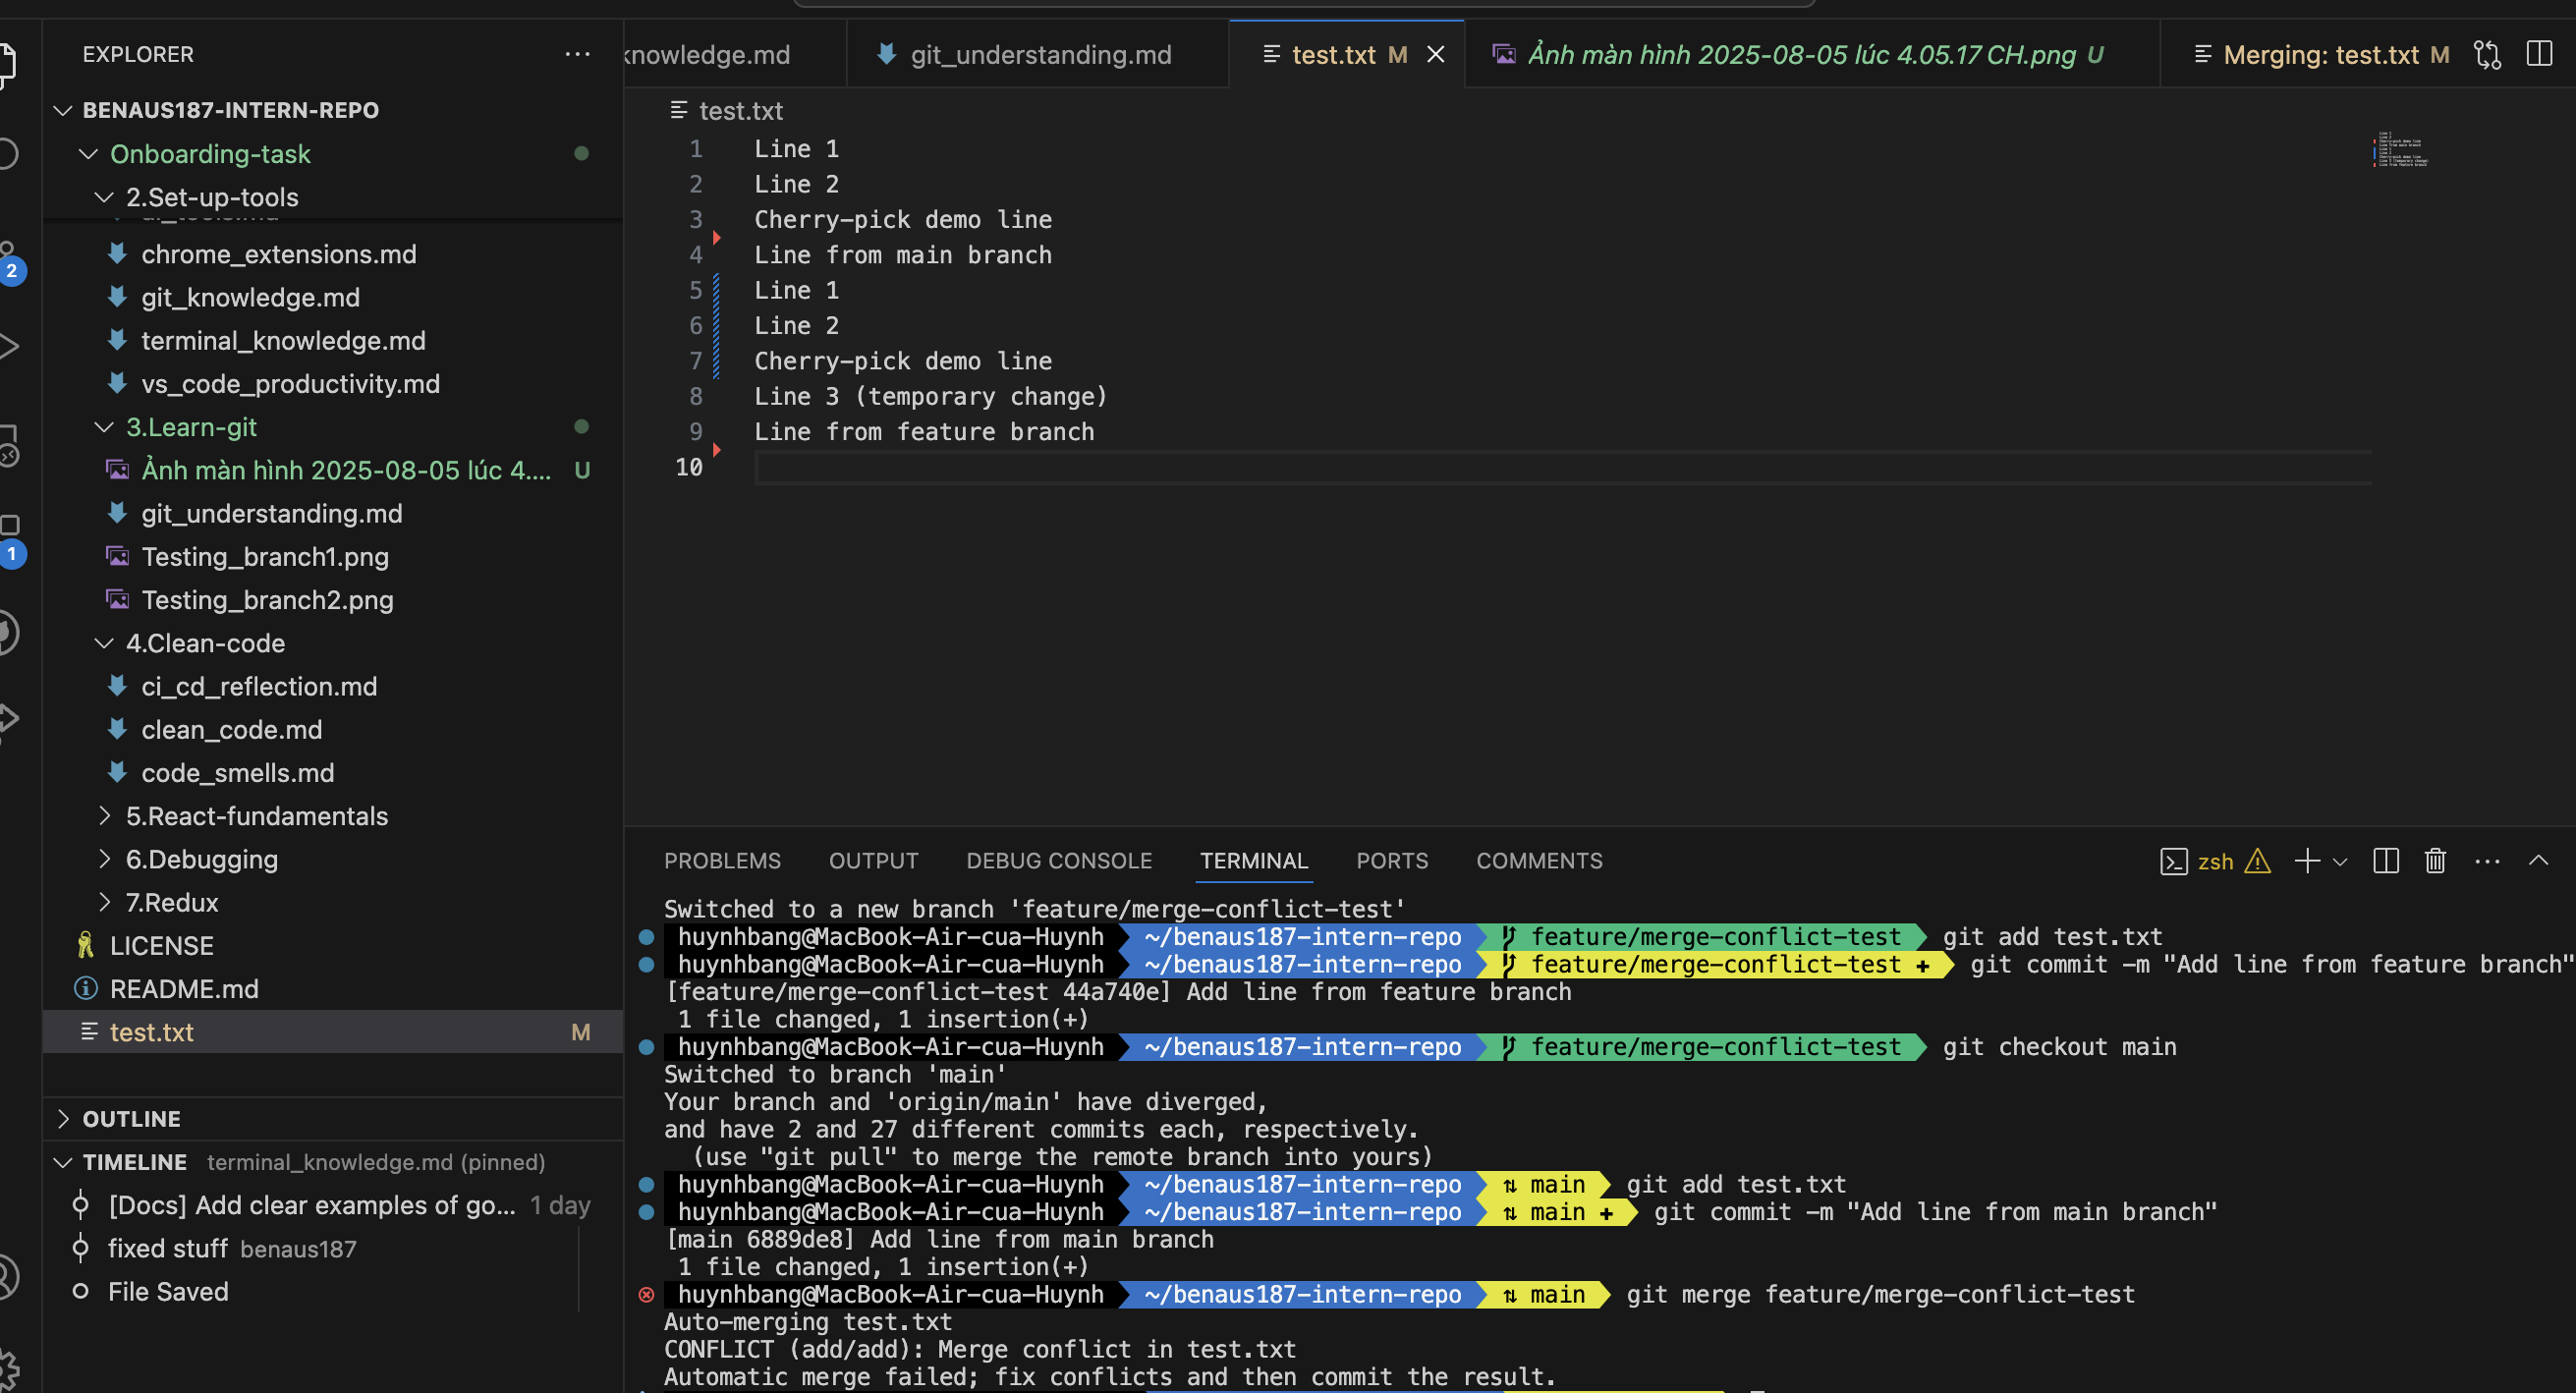 EXPLORER
BENAUS187-INTERN-REPO
Onboarding-task
2.Set-up-tools
chrome_extensions.md
git_knowledge.md
terminal_knowledge.md
vs_code_productivity.md
3.Learn-git
Ảnh màn hình 2025-08-05 lúc 4.... U
git_understanding.md
Testing_branch1.png
Testing_branch2.png
4.Clean-code
ci_cd_reflection.md
clean_code.md
code_smells.md
5.React-fundamentals
6.Debugging
7.Redux
LICENSE
README.md
test.txt M
OUTLINE
TIMELINE terminal_knowledge.md (pinned)
[Docs] Add clear examples of go... 1 day
fixed stuff benaus187
File Saved
2
1
knowledge.md git_understanding.md test.txt M Ảnh màn hình 2025-08-05 lúc 4.05.17 CH.png U Merging: test.txt M
test.txt
1 Line 1
2 Line 2
3 Cherry-pick demo line
4 Line from main branch
5 Line 1
6 Line 2
7 Cherry-pick demo line
8 Line 3 (temporary change)
9 Line from feature branch
10
PROBLEMS OUTPUT DEBUG CONSOLE TERMINAL PORTS COMMENTS zsh
Switched to a new branch 'feature/merge-conflict-test'
huynhbang@MacBook-Air-cua-Huynh ~/benaus187-intern-repo feature/merge-conflict-test git add test.txt
huynhbang@MacBook-Air-cua-Huynh ~/benaus187-intern-repo feature/merge-conflict-test + git commit -m "Add line from feature branch"
[feature/merge-conflict-test 44a740e] Add line from feature branch
1 file changed, 1 insertion(+)
huynhbang@MacBook-Air-cua-Huynh ~/benaus187-intern-repo feature/merge-conflict-test git checkout main
Switched to branch 'main'
Your branch and 'origin/main' have diverged,
and have 2 and 27 different commits each, respectively.
(use "git pull" to merge the remote branch into yours)
huynhbang@MacBook-Air-cua-Huynh ~/benaus187-intern-repo ⇅ main git add test.txt
huynhbang@MacBook-Air-cua-Huynh ~/benaus187-intern-repo ⇅ main + git commit -m "Add line from main branch"
[main 6889de8] Add line from main branch
1 file changed, 1 insertion(+)
huynhbang@MacBook-Air-cua-Huynh ~/benaus187-intern-repo ⇅ main git merge feature/merge-conflict-test
Auto-merging test.txt
CONFLICT (add/add): Merge conflict in test.txt
Automatic merge failed; fix conflicts and then commit the result.